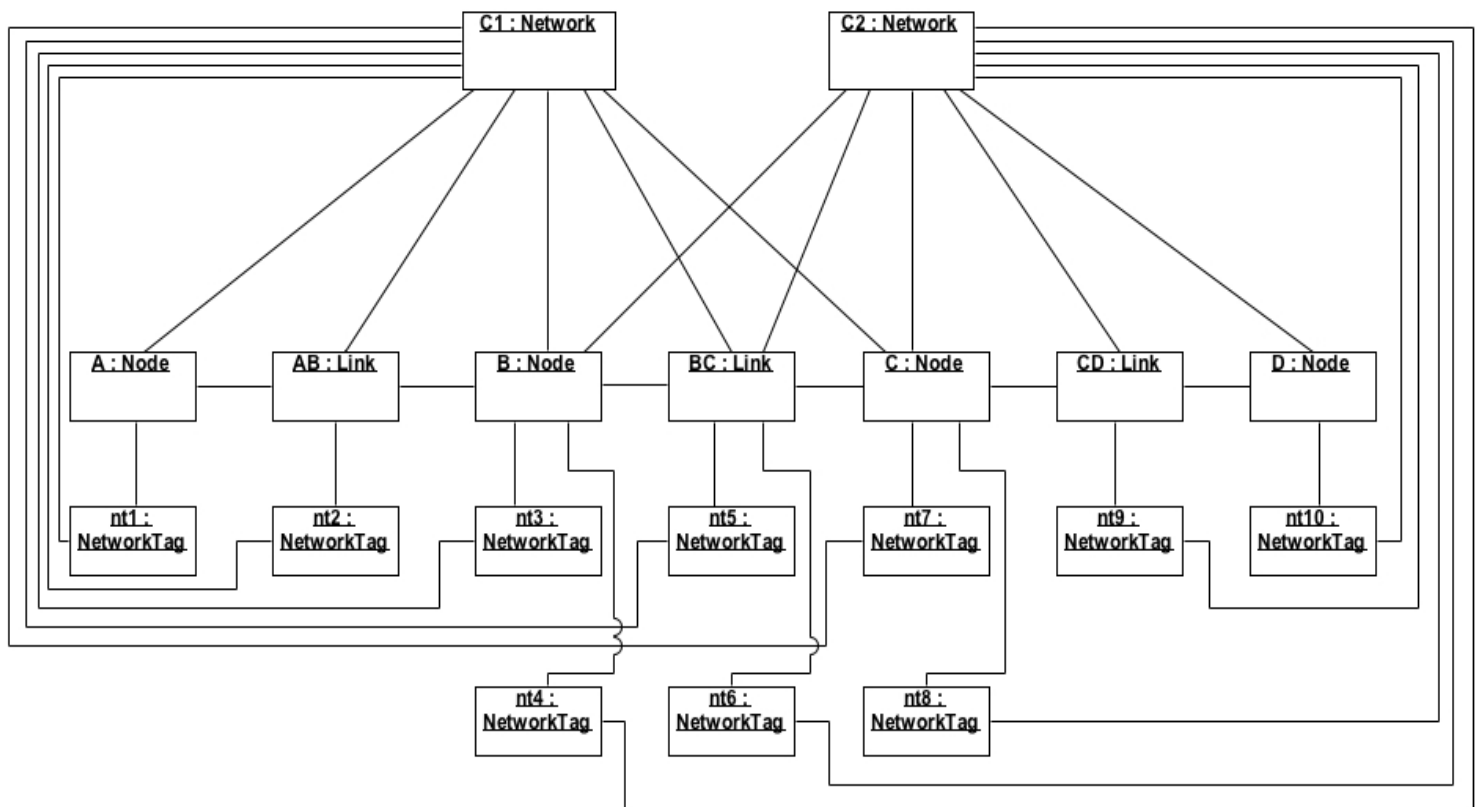 C1 : Network
C2 : Network
A : Node
AB : Link
B : Node
BC : Link
C : Node
CD : Link
D : Node
nt1 :
NetworkTag
nt2 :
NetworkTag
nt3 :
NetworkTag
nt5 :
NetworkTag
nt7 :
NetworkTag
nt9 :
NetworkTag
nt10 :
NetworkTag
nt4 :
NetworkTag
nt6 :
NetworkTag
nt8 :
NetworkTag